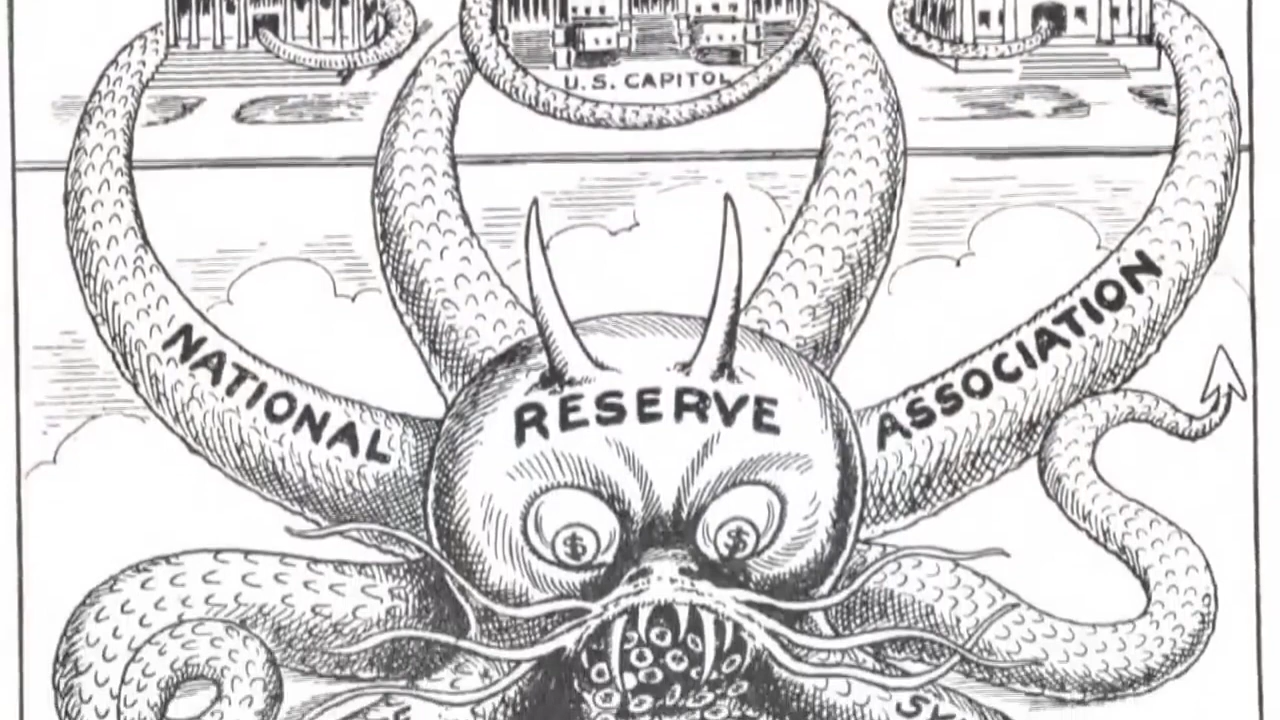 U.S. CAPITOL
NATIONAL
RESERVE
ASSOCIATION
$ $